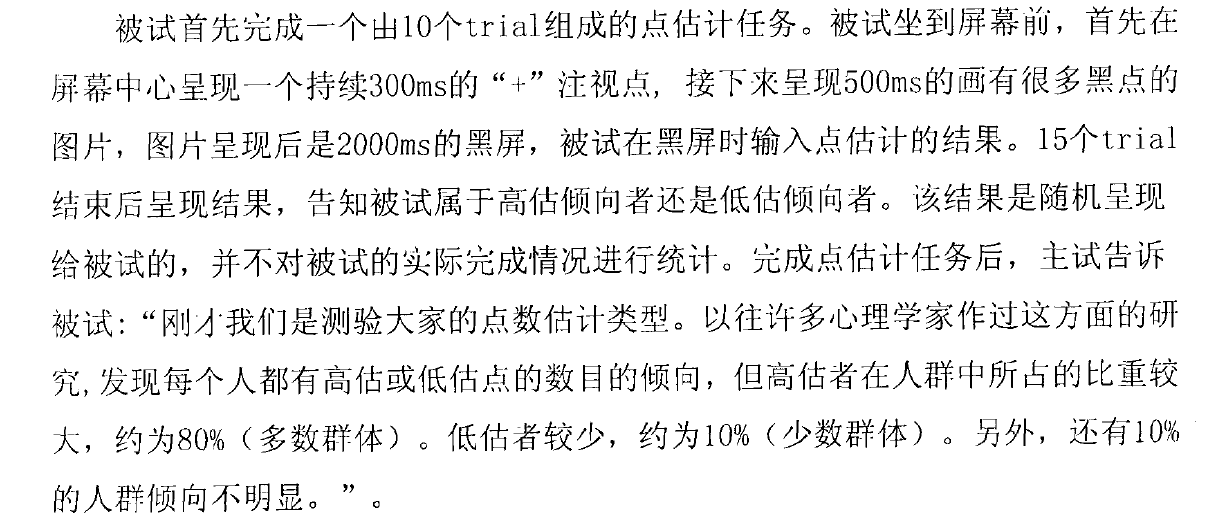 被试首先完成一个由10个trial组成的点估计任务。被试坐到屏幕前，首先在
屏幕中心呈现一个持续300ms的“+”注视点, 接下来呈现500ms的画有很多黑点的
图片，图片呈现后是2000ms的黑屏，被试在黑屏时输入点估计的结果。15个trial
结束后呈现结果，告知被试属于高估倾向者还是低估倾向者。该结果是随机呈现
给被试的，并不对被试的实际完成情况进行统计。完成点估计任务后，主试告诉
被试：“刚才我们是测验大家的点数估计类型。以往许多心理学家作过这方面的研
究,发现每个人都有高估或低估点的数目的倾向，但高估者在人群中所占的比重较
大，约为80%（多数群体）。低估者较少，约为10%（少数群体）。另外，还有10%
的人群倾向不明显。”。